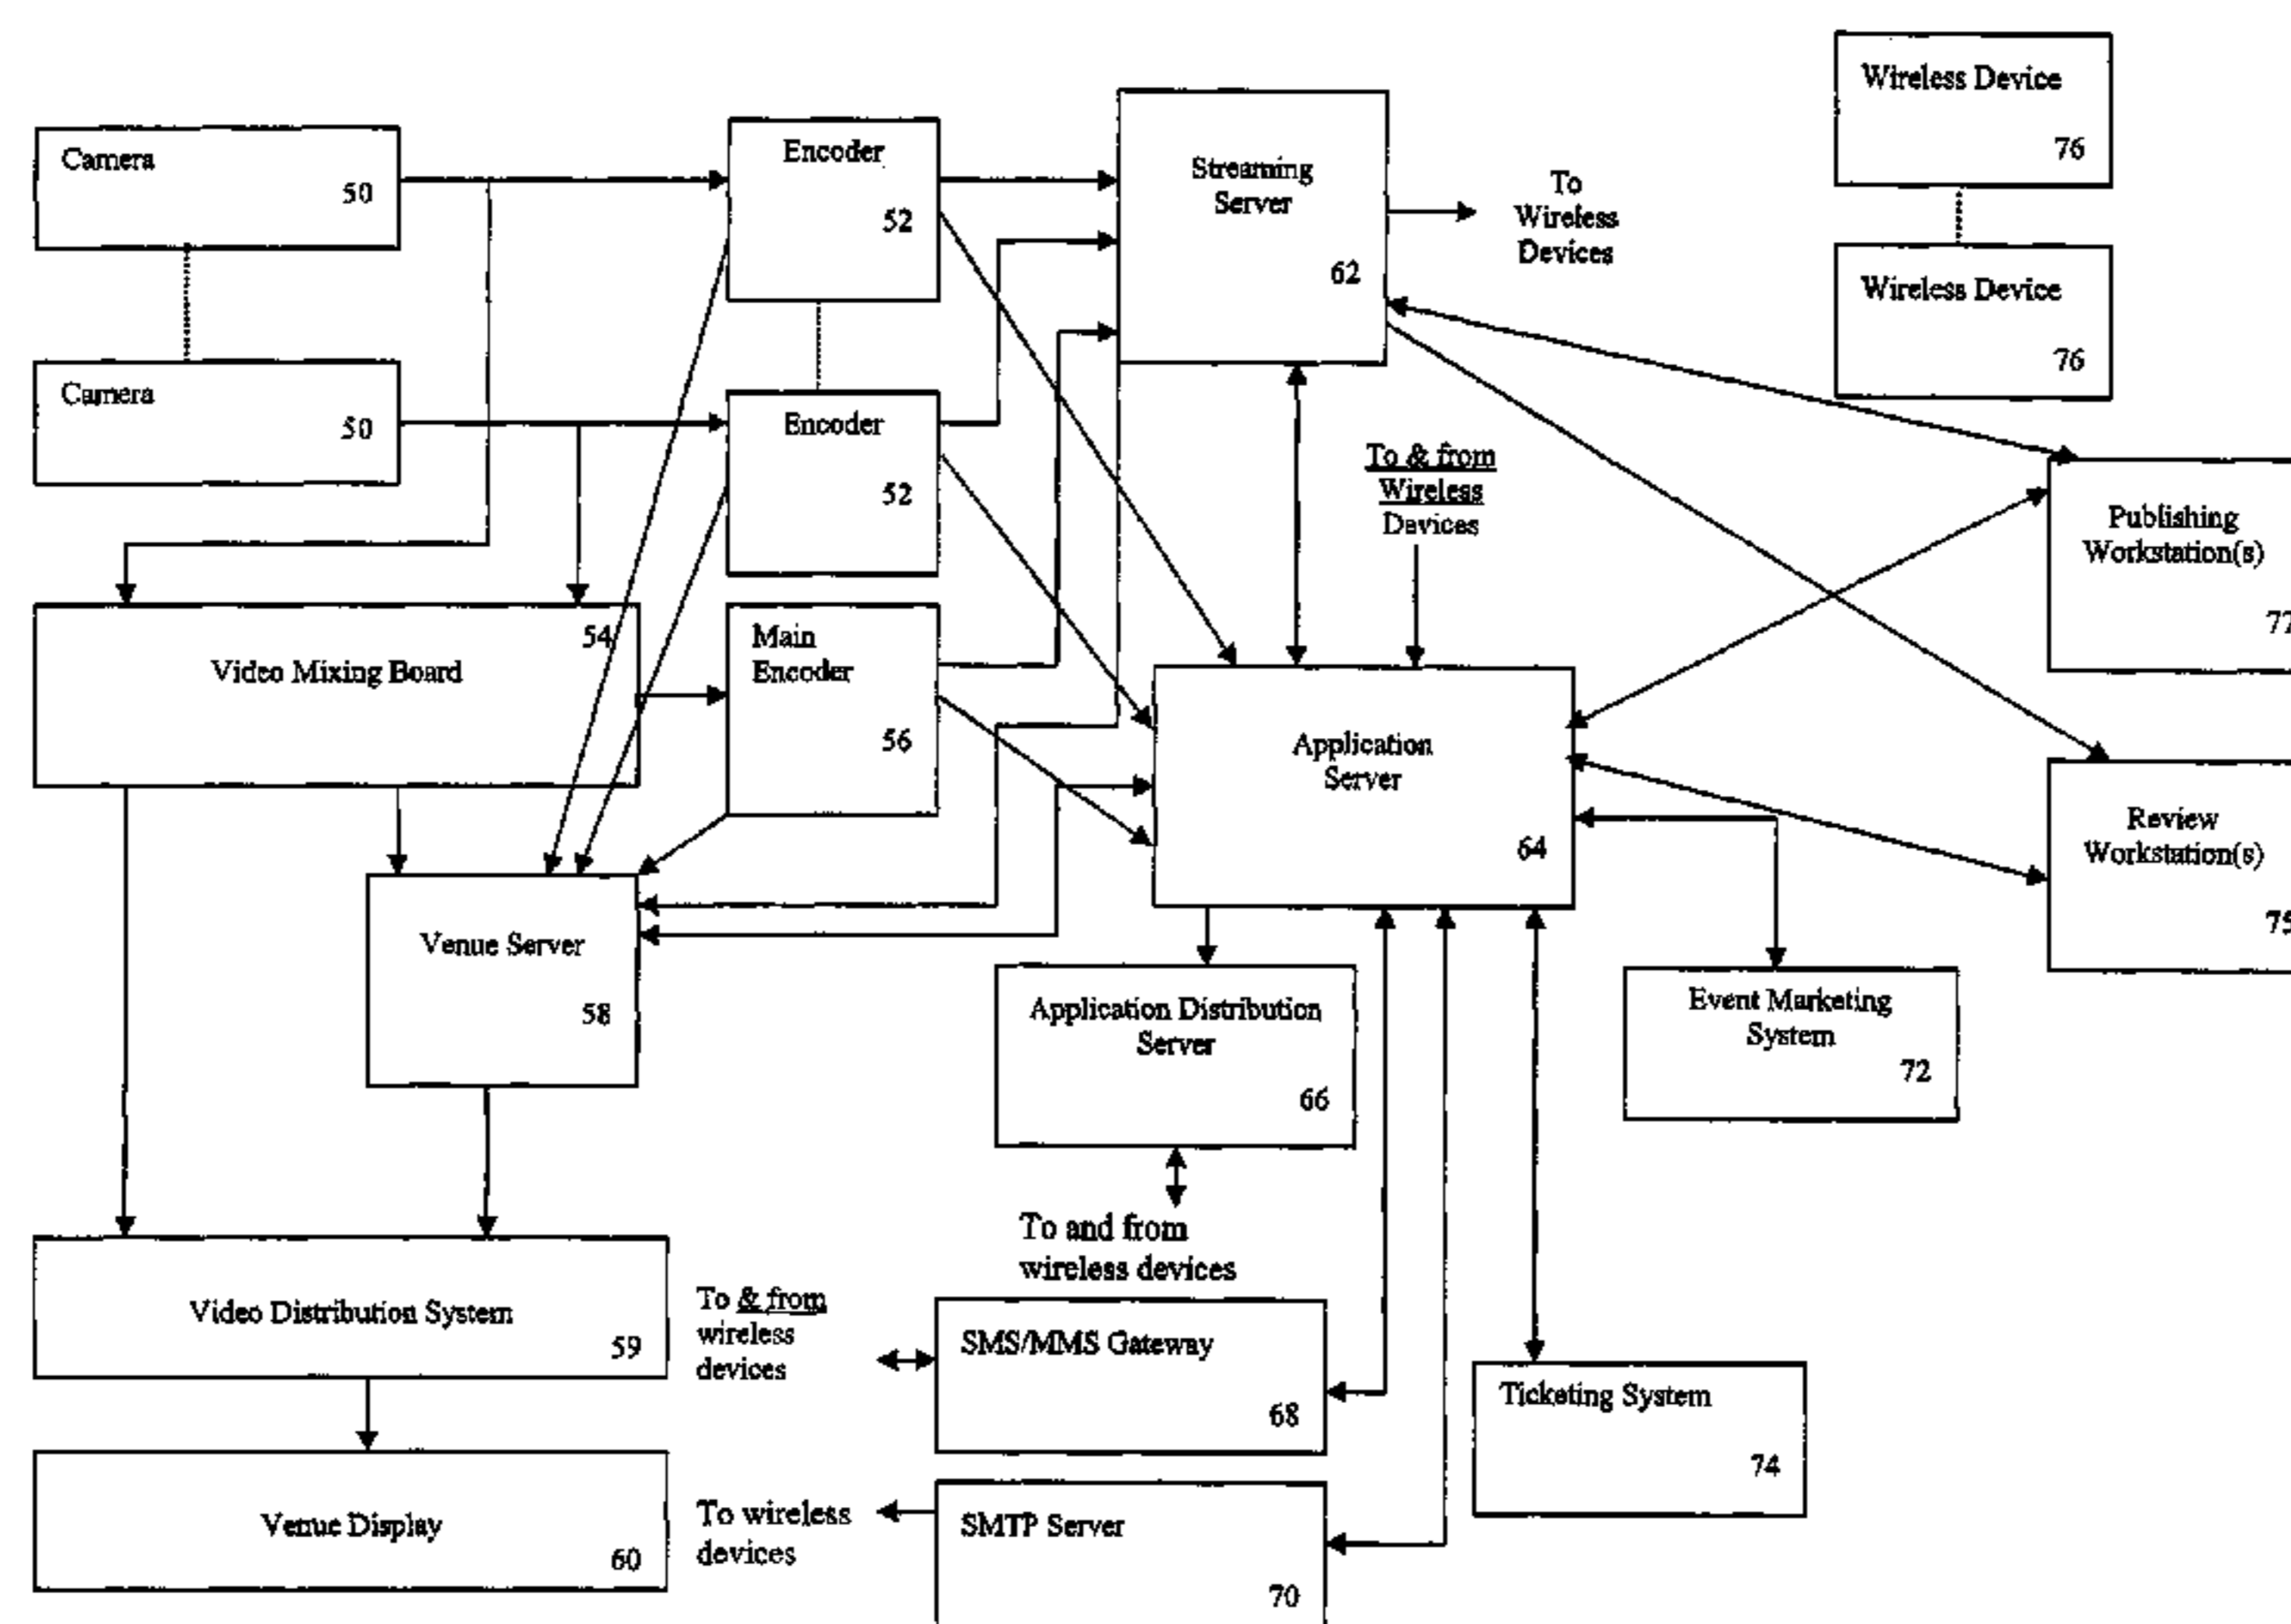 Camera
50
Camera
50
Encoder
52
Encoder
52
Streaming
Server
62
To
Wireless
Devices
Wireless Device
76
Wireless Device
76
To & from
Wireless
Devices
Publishing
Workstation(s)
77
54
Video Mixing Board
Main
Encoder
56
Application
Server
64
Review
Workstation(s)
75
Venue Server
58
Application Distribution
Server
66
Event Marketing
System
72
To and from
wireless devices
Video Distribution System
59
To & from
wireless
devices
SMS/MMS Gateway
68
Ticketing System
74
Venue Display
60
To wireless
devices
SMTP Server
70